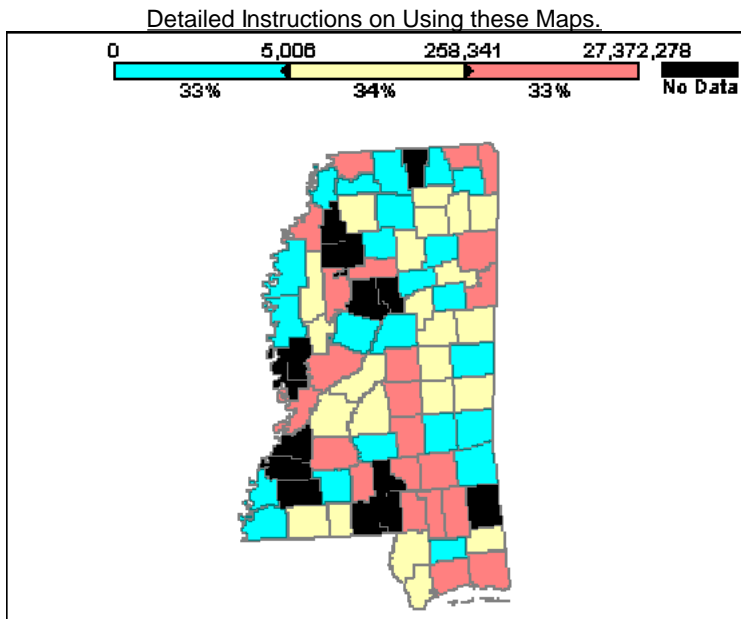 Detailed Instructions on Using these Maps.
0 5,006 258,341 27,372,278
33% 34% 33% No Data